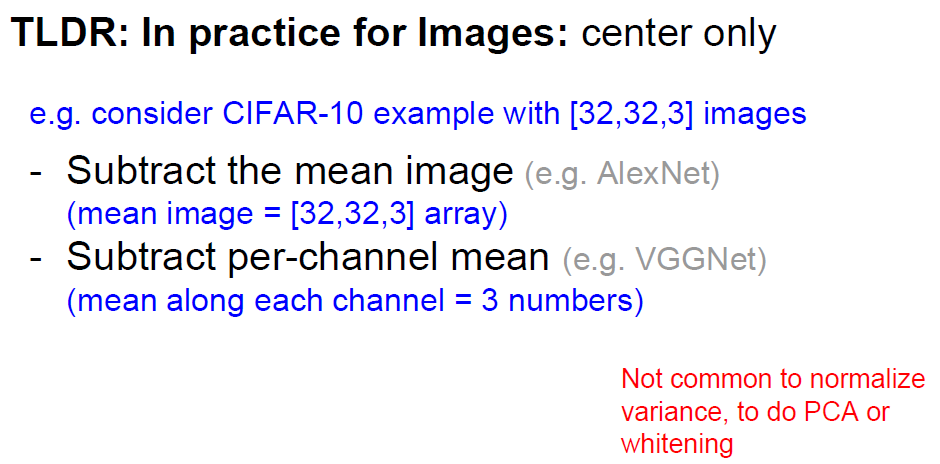 TLDR: In practice for Images: center only
e.g. consider CIFAR-10 example with [32,32,3] images
- Subtract the mean image (e.g. AlexNet)
(mean image = [32,32,3] array)
- Subtract per-channel mean (e.g. VGGNet)
(mean along each channel = 3 numbers)
Not common to normalize
variance, to do PCA or
whitening